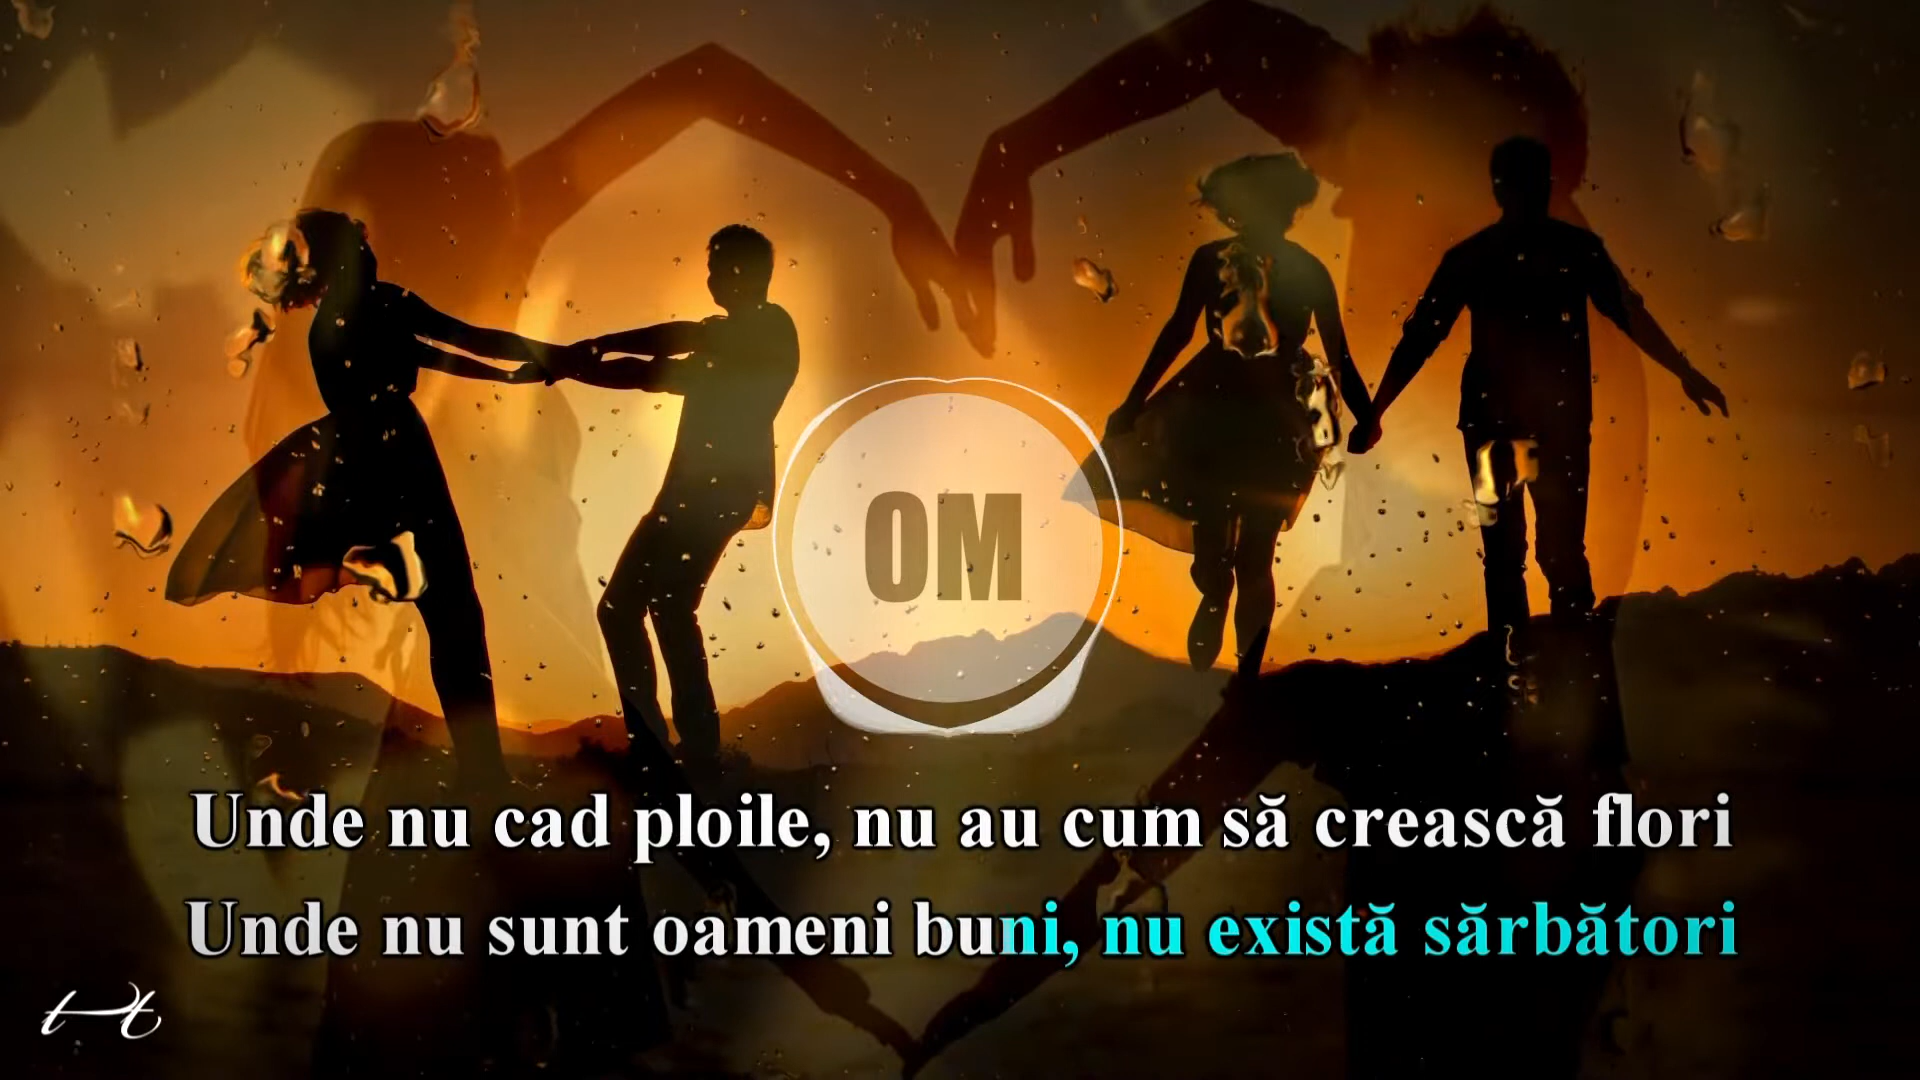 OM
Unde nu cad ploile, nu au cum să crească flori
Unde nu sunt oameni buni, nu există sărbători
t t